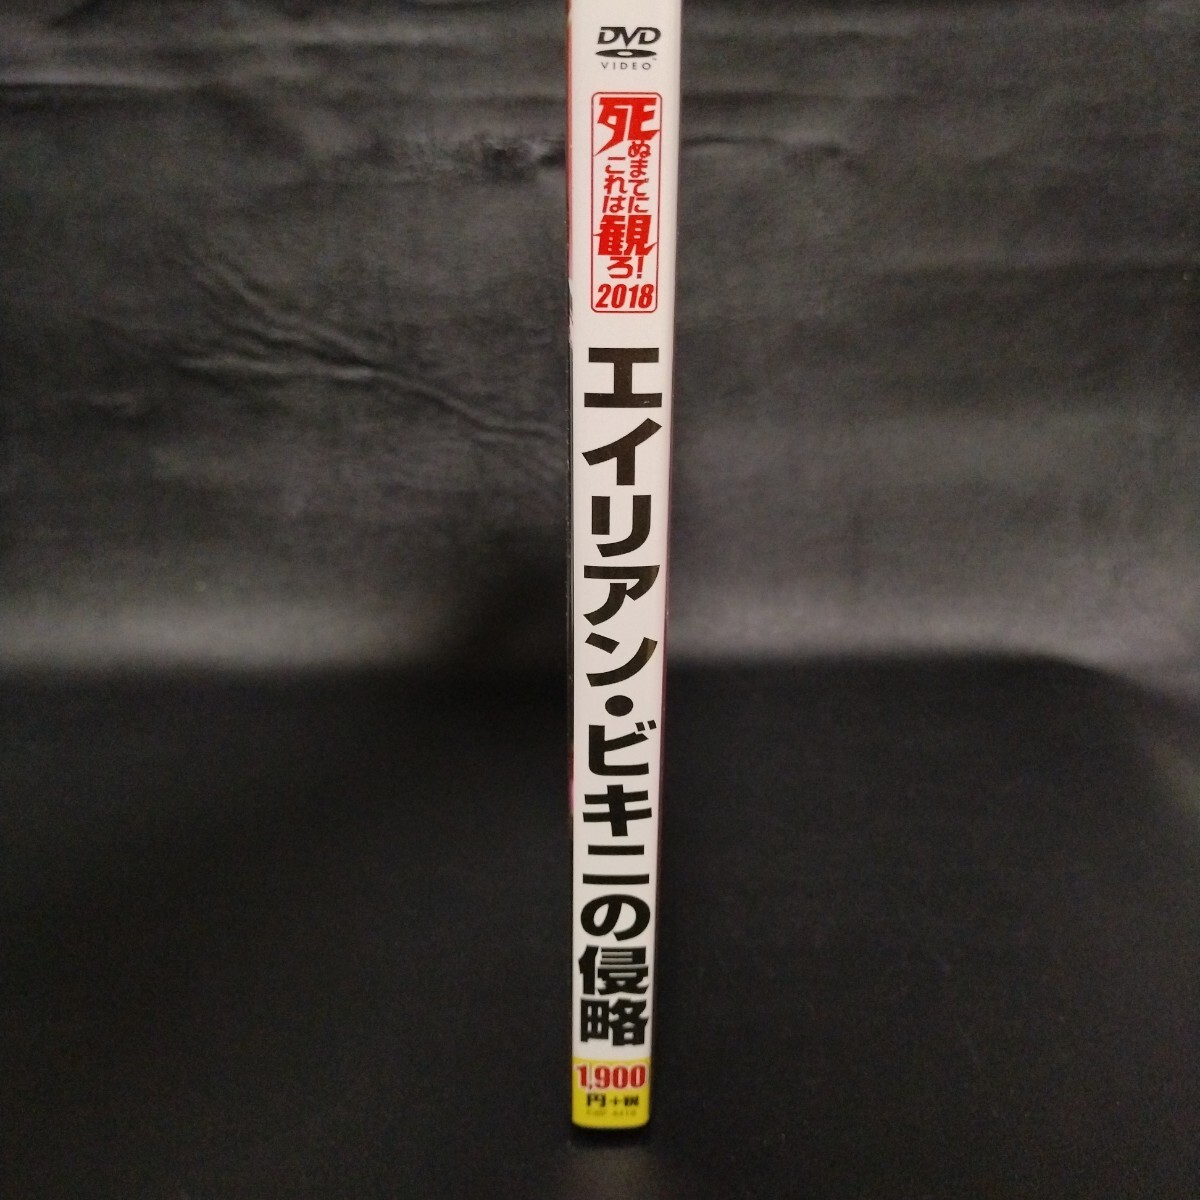 DVD
VIDEO
死ぬまでに
これは
観ろ!
2018
エイリアン・ビキニの侵略
1,900
円+税